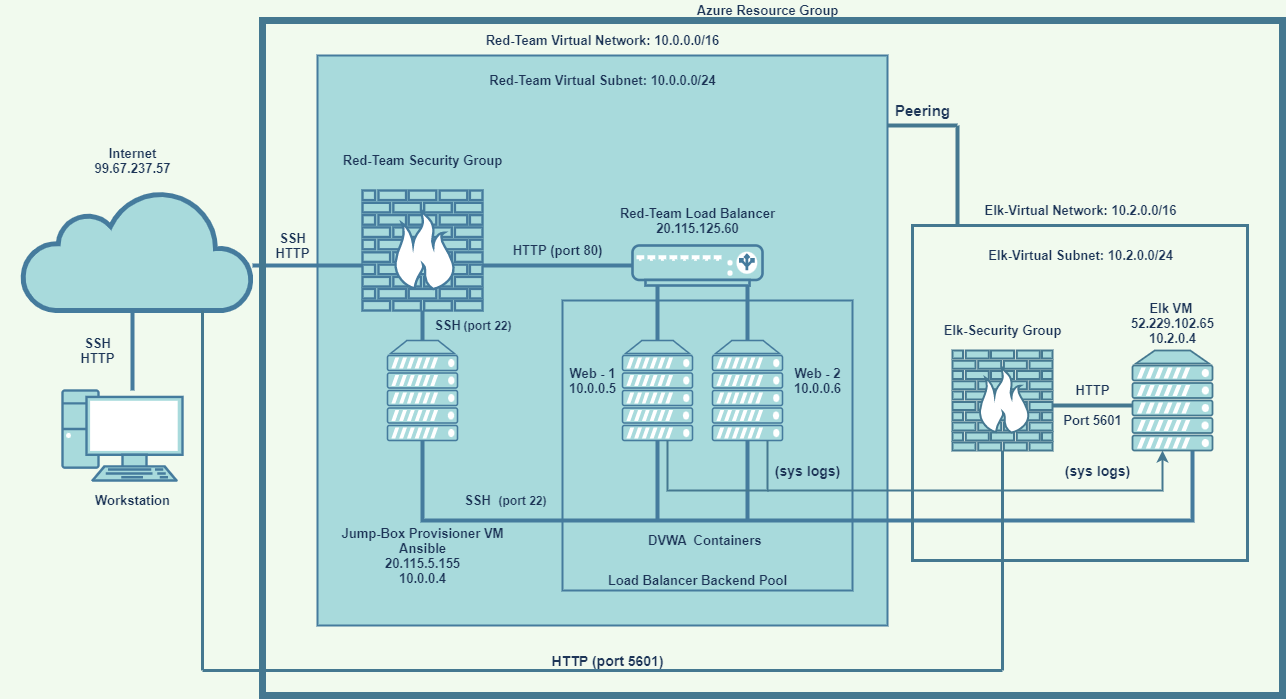 Azure Resource Group
Red-Team Virtual Network: 10.0.0.0/16
Red-Team Virtual Subnet: 10.0.0.0/24
Peering
Internet
99.67.237.57
Red-Team Security Group
Red-Team Load Balancer
20.115.125.60
Elk-Virtual Network: 10.2.0.0/16
Elk-Virtual Subnet: 10.2.0.0/24
SSH
HTTP
HTTP (port 80)
SSH (port 22)
SSH
HTTP
Workstation
Web - 1
10.0.0.5
Web - 2
10.0.0.6
Elk-Security Group
Elk VM
52.229.102.65
10.2.0.4
HTTP
Port 5601
(sys logs)
(sys logs)
SSH (port 22)
Jump-Box Provisioner VM
Ansible
20.115.5.155
10.0.0.4
DVWA Containers
Load Balancer Backend Pool
HTTP (port 5601)